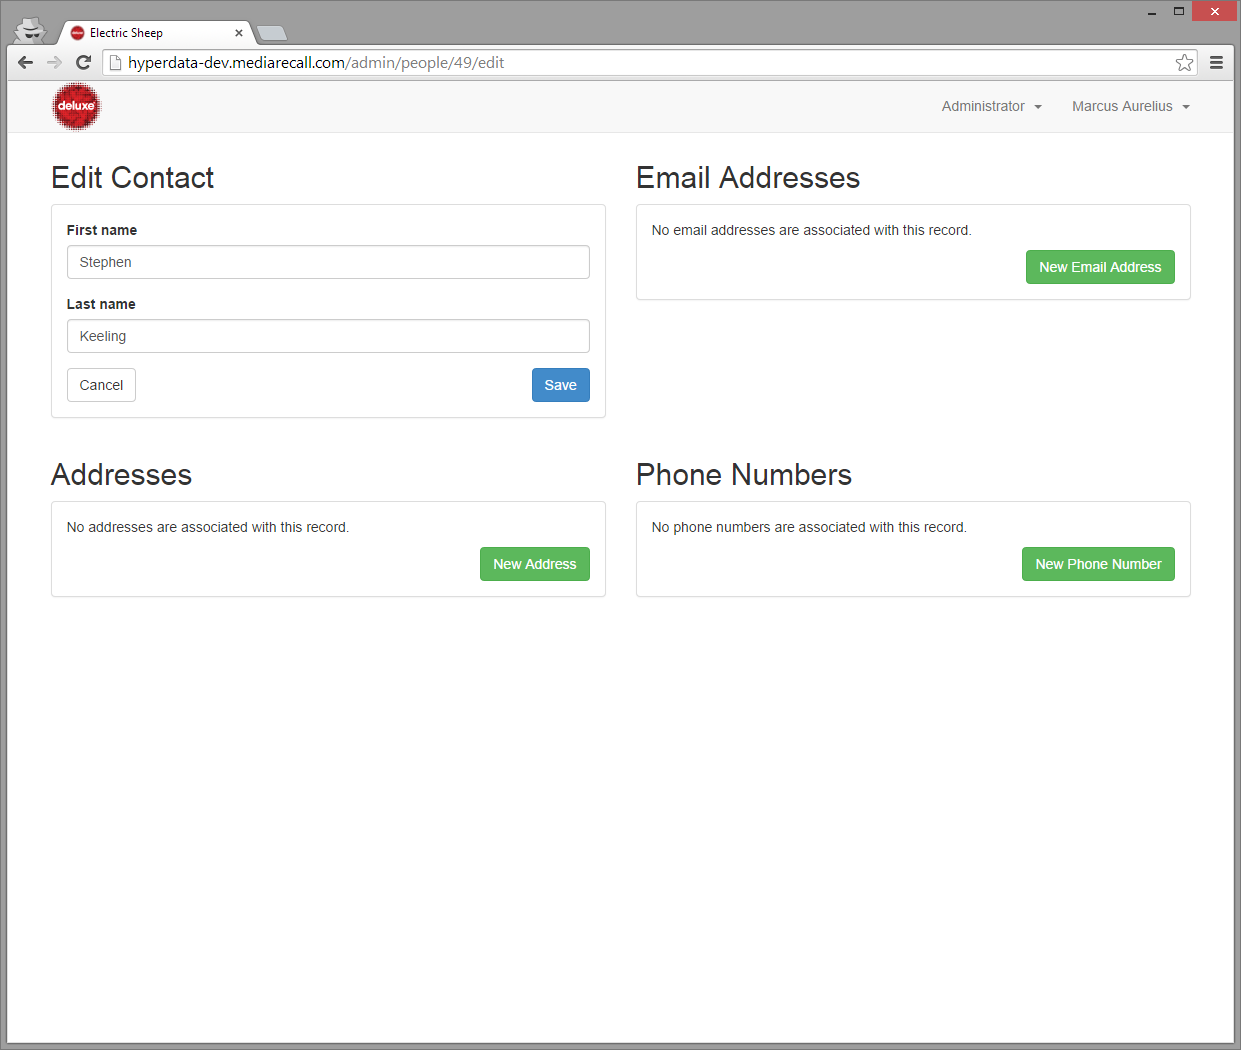 Electric Sheep
hyperdata-dev.mediarecall.com/admin/people/49/edit
deluxe
Administrator
Marcus Aurelius
Edit Contact
First name
Stephen
Last name
Keeling
Cancel
Save
Email Addresses
No email addresses are associated with this record.
New Email Address
Addresses
No addresses are associated with this record.
New Address
Phone Numbers
No phone numbers are associated with this record.
New Phone Number